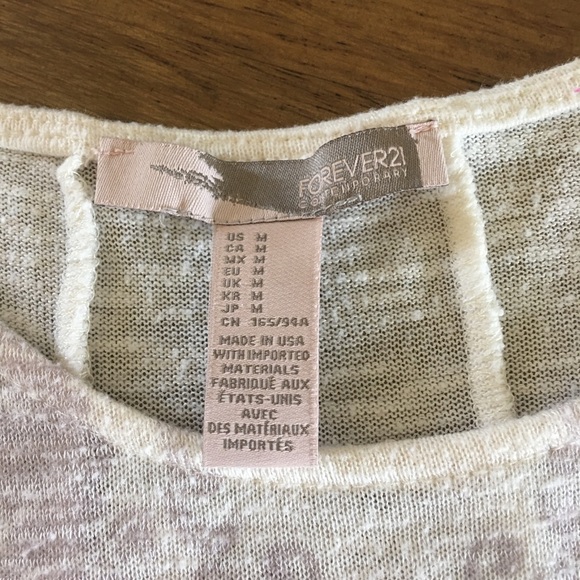 FOREVER21
CONTEMPORARY
US M
CA M
MX M
EU M
UK M
KR M
JP M
CN 165/94A
MADE IN USA
WITH IMPORTED
MATERIALS
FABRIQUÉ AUX
ÉTATS-UNIS
AVEC
DES MATÉRIAUX
IMPORTÉS